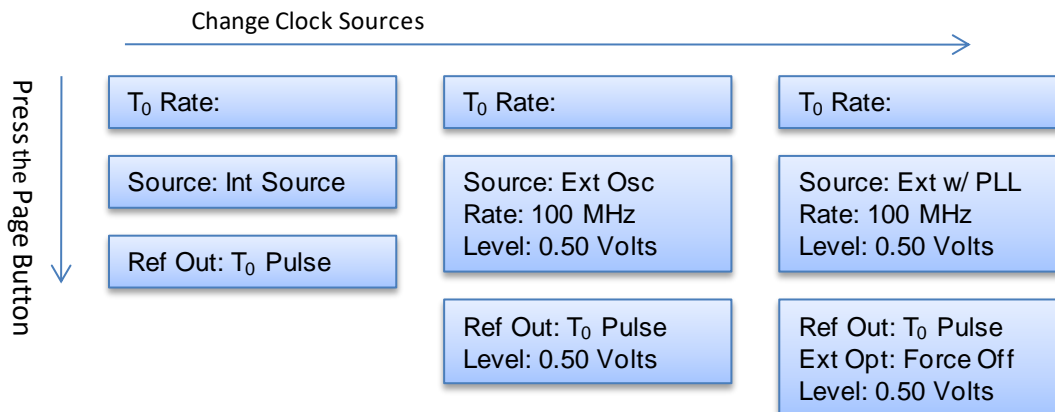 Change Clock Sources
Press the Page Button
T₀ Rate:
Source: Int Source
Ref Out: T₀ Pulse
T₀ Rate:
Source: Ext Osc
Rate: 100 MHz
Level: 0.50 Volts
Ref Out: T₀ Pulse
Level: 0.50 Volts
T₀ Rate:
Source: Ext w/ PLL
Rate: 100 MHz
Level: 0.50 Volts
Ref Out: T₀ Pulse
Ext Opt: Force Off
Level: 0.50 Volts